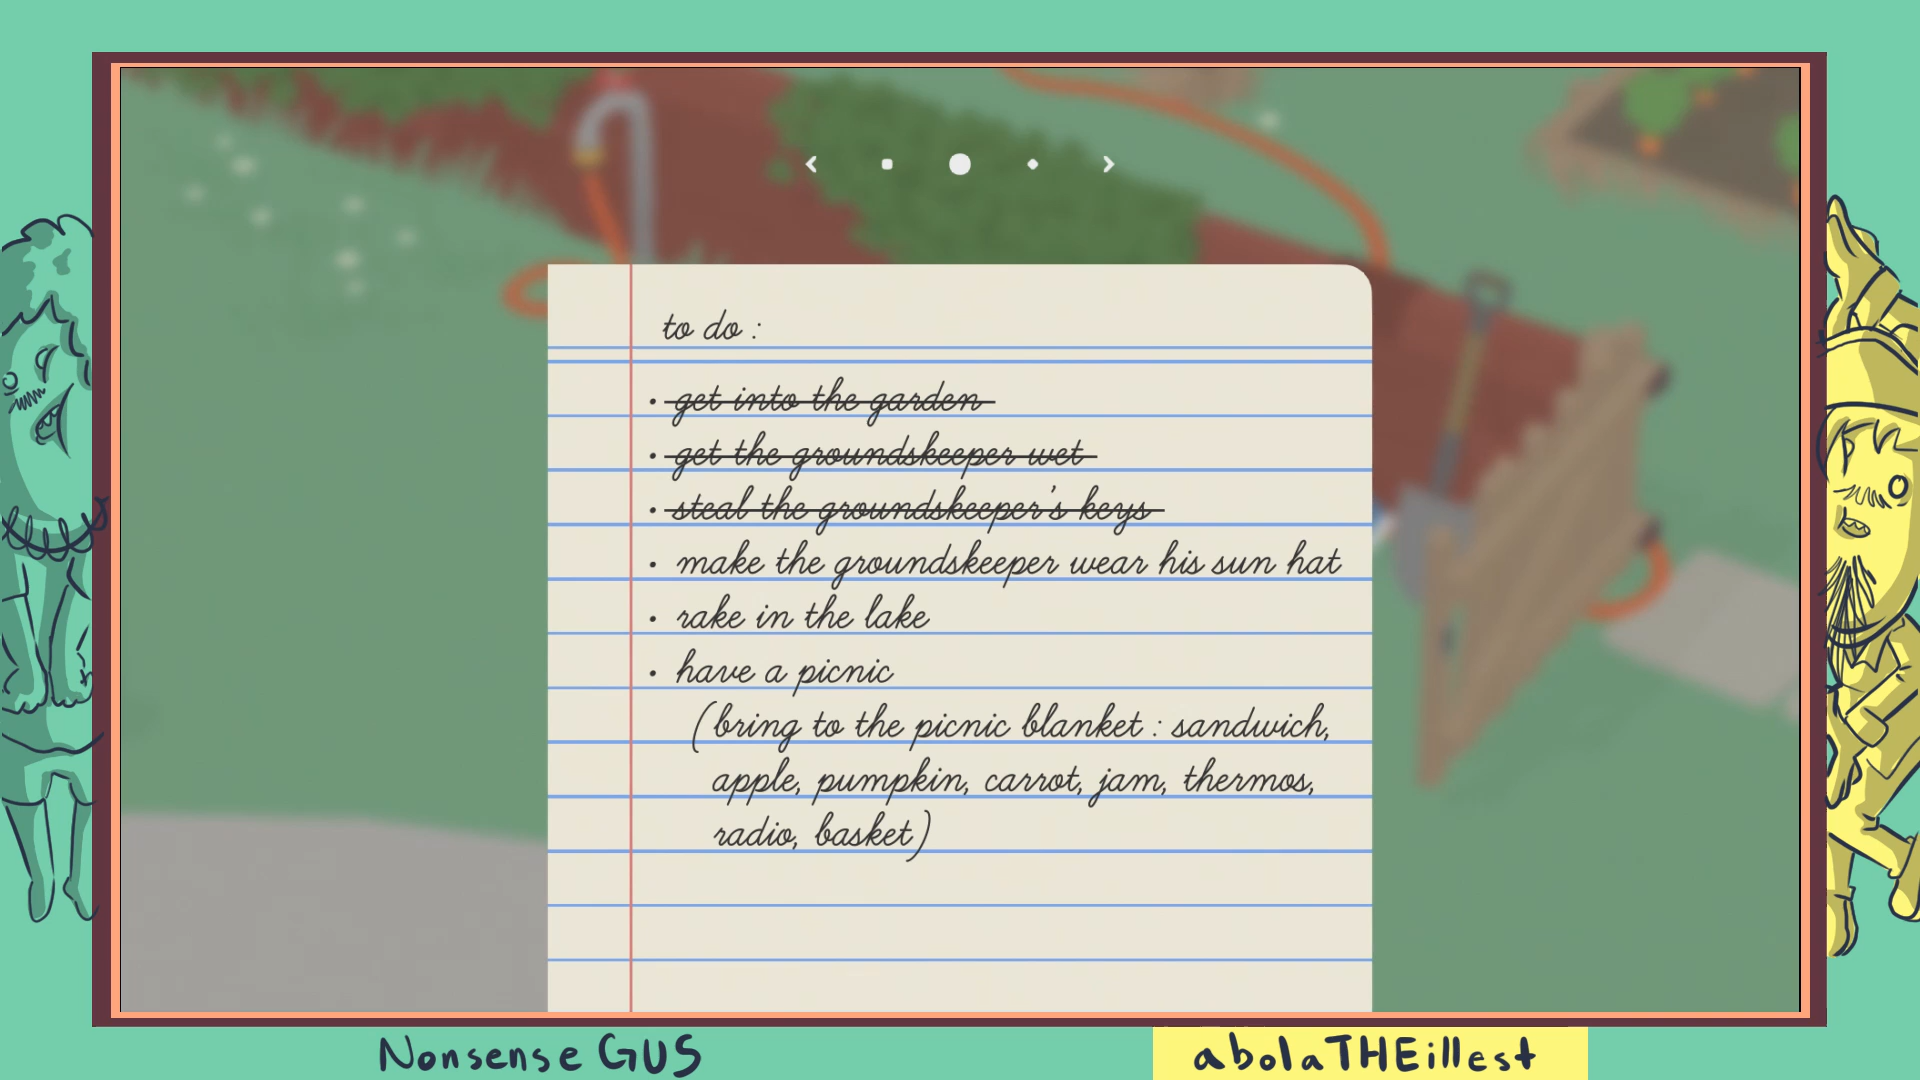 to do :
• get into the garden
• get the groundskeeper wet
• steal the groundskeeper's keys
• make the groundskeeper wear his sun hat
• rake in the lake
• have a picnic
(bring to the picnic blanket : sandwich,
apple, pumpkin, carrot, jam, thermos,
radio, basket)
Nonsense GUS
abolaTHEillest